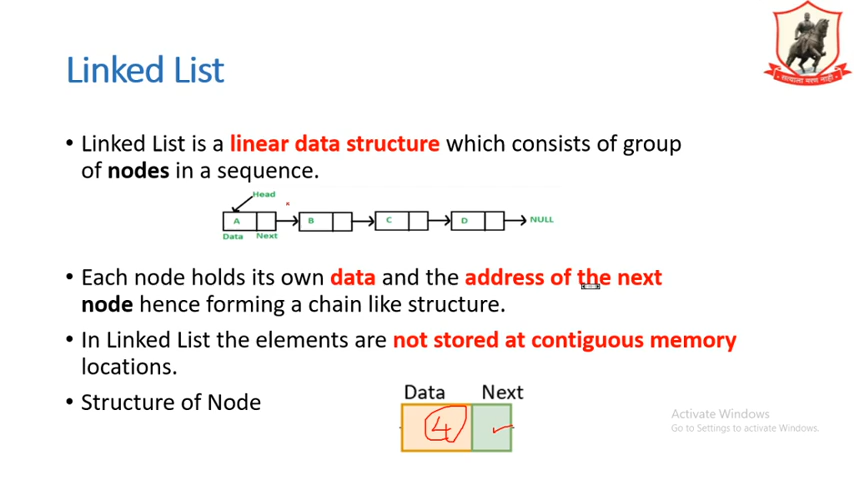 Linked List
• Linked List is a linear data structure which consists of group
of nodes in a sequence.
Head
A B C D NULL
Data Next
• Each node holds its own data and the address of the next
node hence forming a chain like structure.
• In Linked List the elements are not stored at contiguous memory
locations.
• Structure of Node
Data Next
4
Activate Windows
Go to Settings to activate Windows.